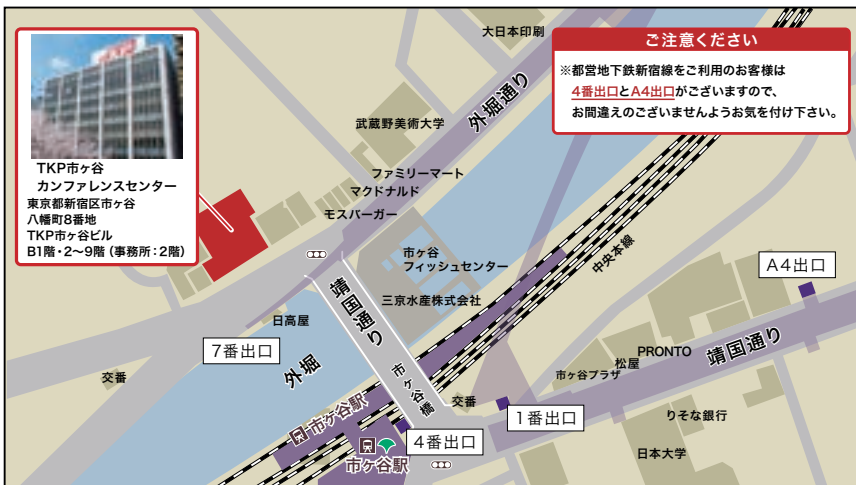 TKP市ヶ谷
カンファレンスセンター
東京都新宿区市ヶ谷
八幡町8番地
TKP市ヶ谷ビル
B1階・2～9階（事務所：2階）
ご注意ください
※都営地下鉄新宿線をご利用のお客様は
4番出口とA4出口がございますので、
お間違えのございませんようお気を付け下さい。
大日本印刷
外堀通り
武蔵野美術大学
ファミリーマート
マクドナルド
モスバーガー
市ヶ谷
フィッシュセンター
三京水産株式会社
中央本線
A4出口
靖国通り
日高屋
7番出口
外堀
交番
市ヶ谷橋
市ヶ谷駅
交番
4番出口
市ヶ谷駅
1番出口
市ヶ谷プラザ
松屋
PRONTO
靖国通り
りそな銀行
日本大学